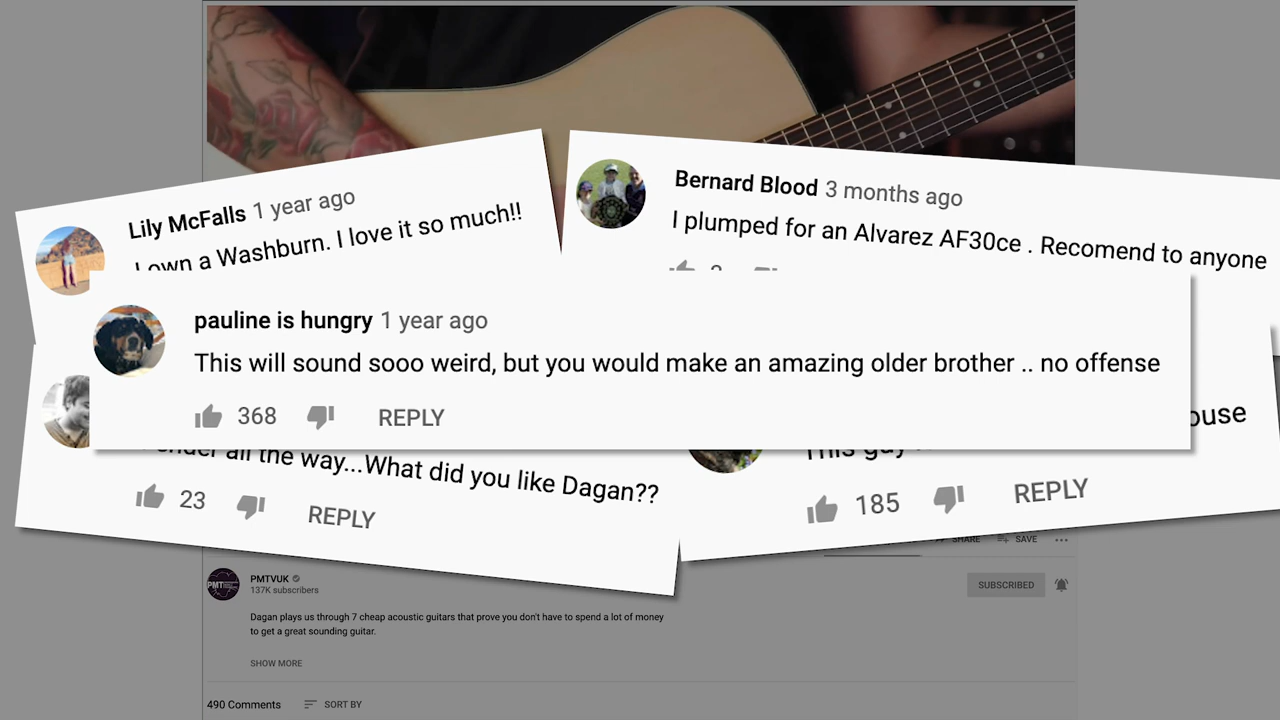 Lily McFalls 1 year ago
I own a Washburn. I love it so much!!
Bernard Blood 3 months ago
I plumped for an Alvarez AF30ce . Recomend to anyone
pauline is hungry 1 year ago
This will sound sooo weird, but you would make an amazing older brother .. no offense
368 REPLY
all the way...What did you like Dagan??
23 REPLY
This guy
185 REPLY
SHARE SAVE
PMT
PMTVUK
137K subscribers
SUBSCRIBED
Dagan plays us through 7 cheap acoustic guitars that prove you don't have to spend a lot of money
to get a great sounding guitar.
SHOW MORE
490 Comments SORT BY